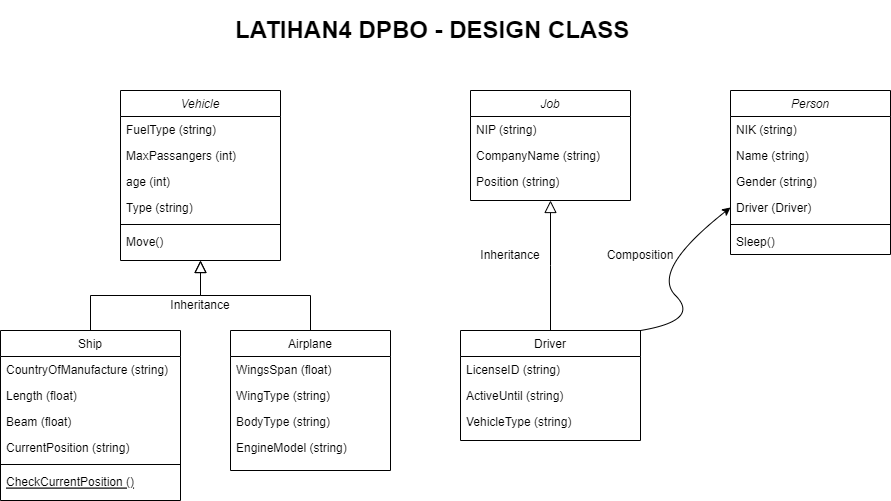 LATIHAN4 DPBO - DESIGN CLASS
Vehicle
FuelType (string)
MaxPassangers (int)
age (int)
Type (string)
Move()
Job
NIP (string)
CompanyName (string)
Position (string)
Person
NIK (string)
Name (string)
Gender (string)
Driver (Driver)
Sleep()
Inheritance
Inheritance
Composition
Ship
CountryOfManufacture (string)
Length (float)
Beam (float)
CurrentPosition (string)
CheckCurrentPosition ()
Airplane
WingsSpan (float)
WingType (string)
BodyType (string)
EngineModel (string)
Driver
LicenseID (string)
ActiveUntil (string)
VehicleType (string)